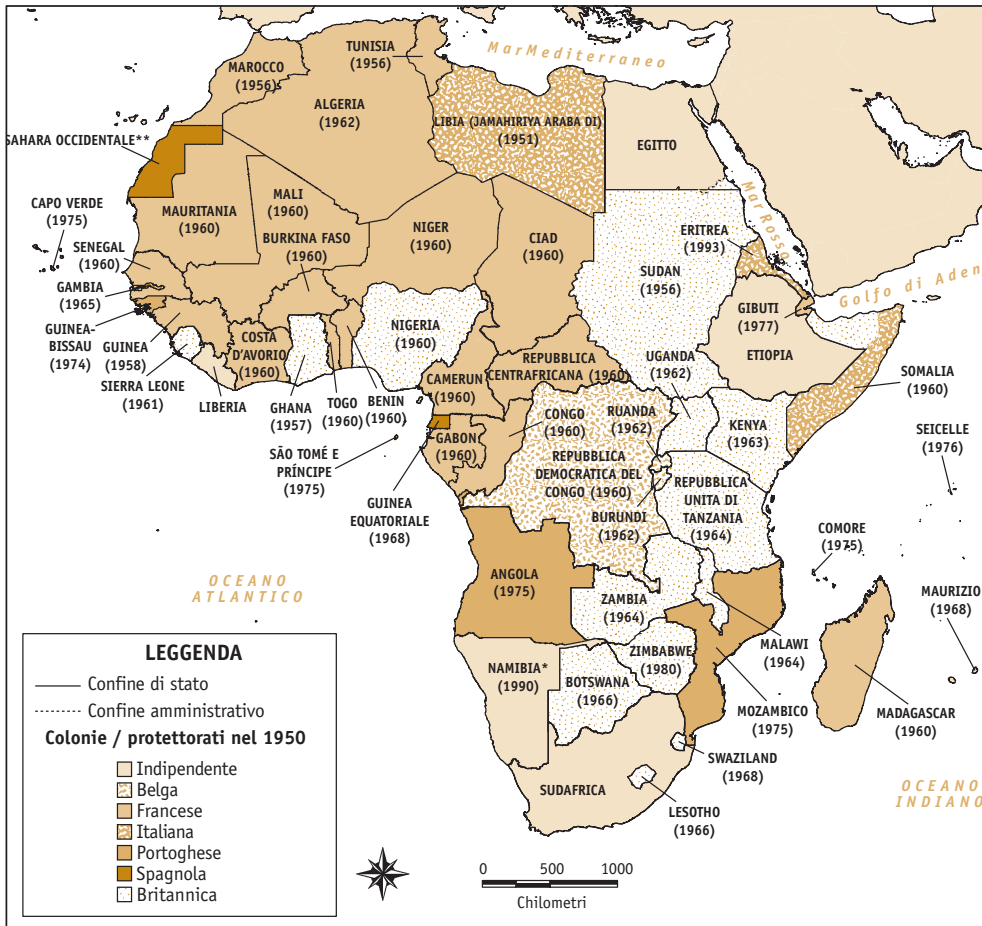 MarMediterraneo
TUNISIA
(1956)
MAROCCO
(1956)
ALGERIA
(1962)
LIBIA (JAMAHIRIYA ARABA DI)
(1951)
EGITTO
SAHARA OCCIDENTALE**
MarRosso
CAPO VERDE
(1975)
MAURITANIA
(1960)
MALI
(1960)
NIGER
(1960)
CIAD
(1960)
SUDAN
(1956)
ERITREA
(1993)
SENEGAL
(1960)
BURKINA FASO
(1960)
GAMBIA
(1965)
Golfo di Aden
GIBUTI
(1977)
GUINEA-
BISSAU
(1974)
GUINEA
(1958)
COSTA
D'AVORIO
(1960)
NIGERIA
(1960)
ETIOPIA
SIERRA LEONE
(1961)
LIBERIA
GHANA
(1957)
TOGO
(1960)
BENIN
(1960)
CAMERUN
(1960)
REPUBBLICA
CENTRAFRICANA (1960)
UGANDA
(1962)
SOMALIA
(1960)
SÃO TOMÉ E
PRÍNCIPE
(1975)
GABON
(1960)
CONGO
(1960)
RUANDA
(1962)
KENYA
(1963)
SEICELLE
(1976)
GUINEA
EQUATORIALE
(1968)
REPUBBLICA
DEMOCRATICA DEL
CONGO (1960)
BURUNDI
(1962)
REPUBBLICA
UNITA DI
TANZANIA
(1964)
COMORE
(1975)
OCEANO
ATLANTICO
ANGOLA
(1975)
ZAMBIA
(1964)
MALAWI
(1964)
MAURIZIO
(1968)
NAMIBIA*
(1990)
BOTSWANA
(1966)
ZIMBABWE
(1980)
MOZAMBICO
(1975)
MADAGASCAR
(1960)
SWAZILAND
(1968)
SUDAFRICA
LESOTHO
(1966)
OCEANO
INDIANO
LEGGENDA
Confine di stato
Confine amministrativo
Colonie / protettorati nel 1950
Indipendente
Belga
Francese
Italiana
Portoghese
Spagnola
Britannica
0 500 1000
Chilometri